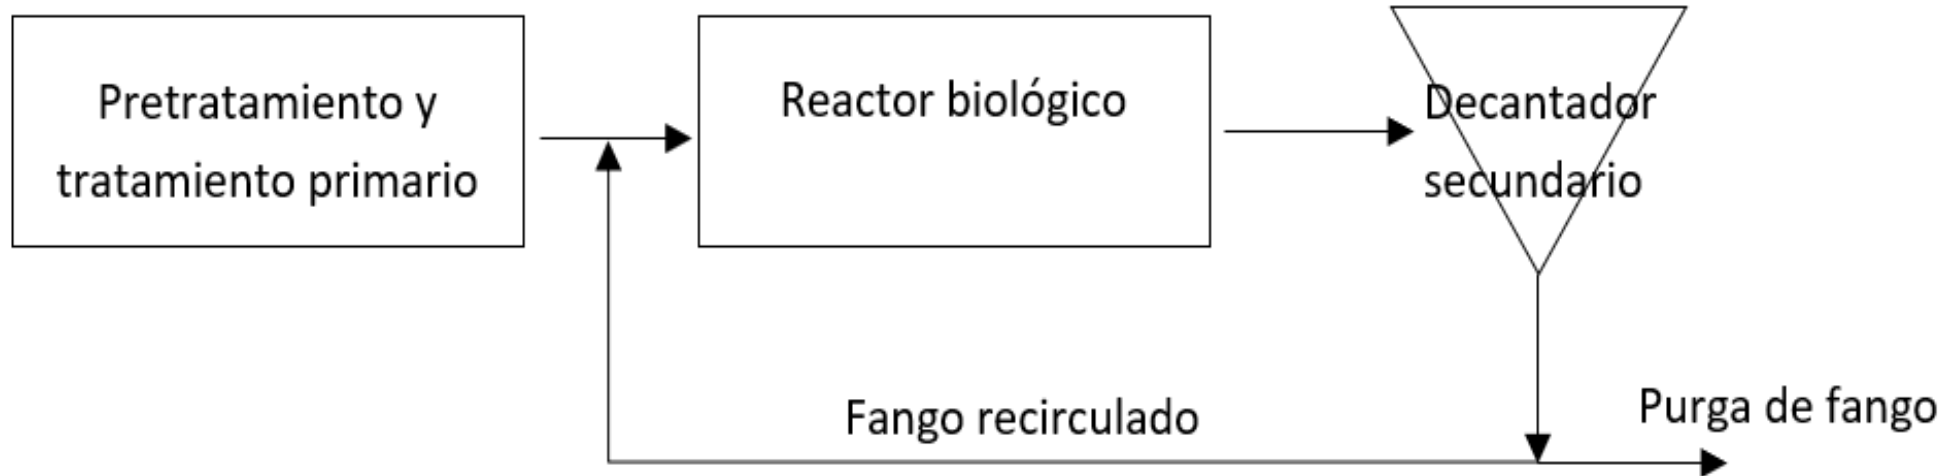 Pretratamiento y
tratamiento primario
Reactor biológico
Decantador
secundario
Fango recirculado
Purga de fango